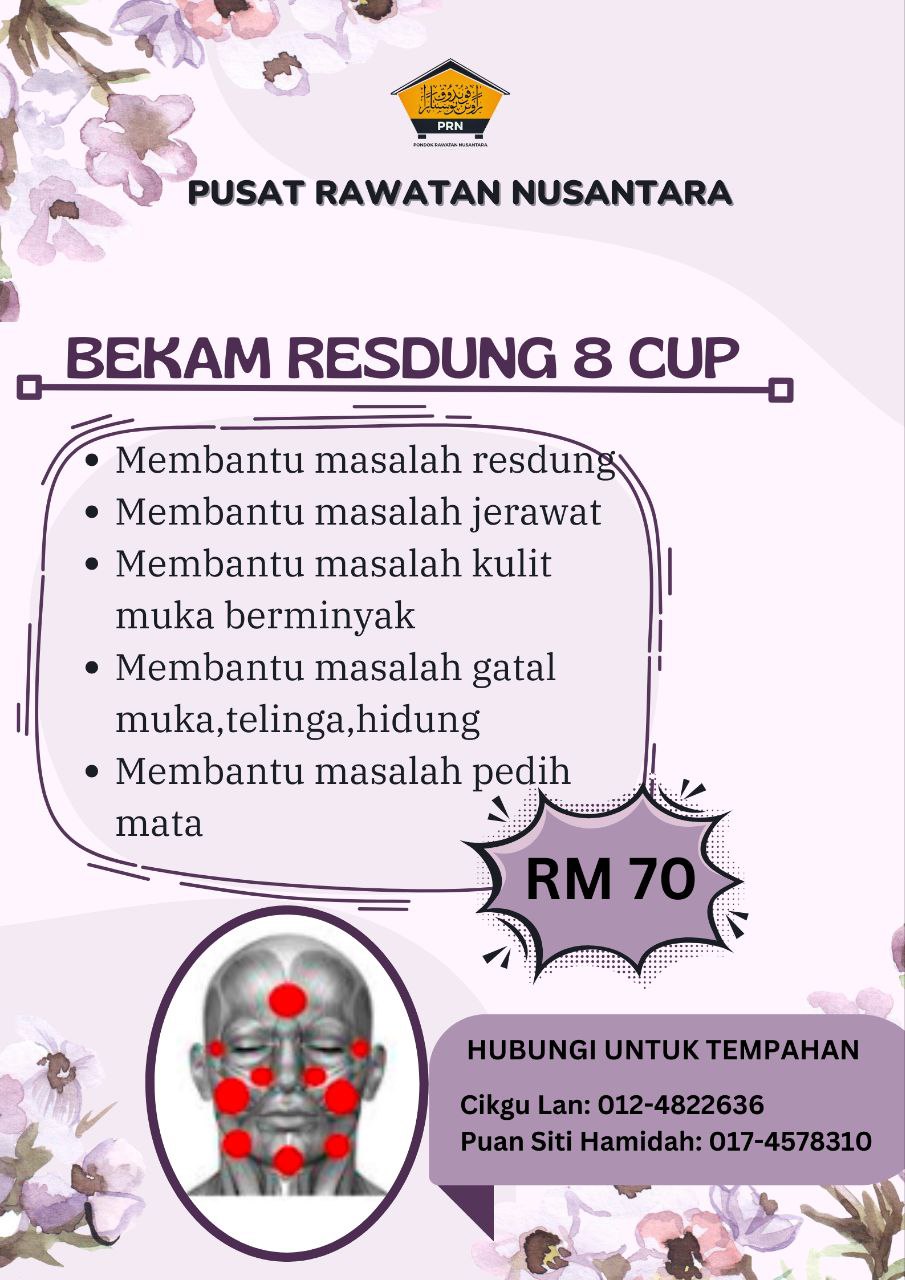 PRN
PONDOK RAWATAN NUSANTARA
PUSAT RAWATAN NUSANTARA
BEKAM RESDUNG 8 CUP
Membantu masalah resdung
Membantu masalah jerawat
Membantu masalah kulit
muka berminyak
Membantu masalah gatal
muka,telinga,hidung
Membantu masalah pedih
mata
RM 70
HUBUNGI UNTUK TEMPAHAN
Cikgu Lan: 012-4822636
Puan Siti Hamidah: 017-4578310